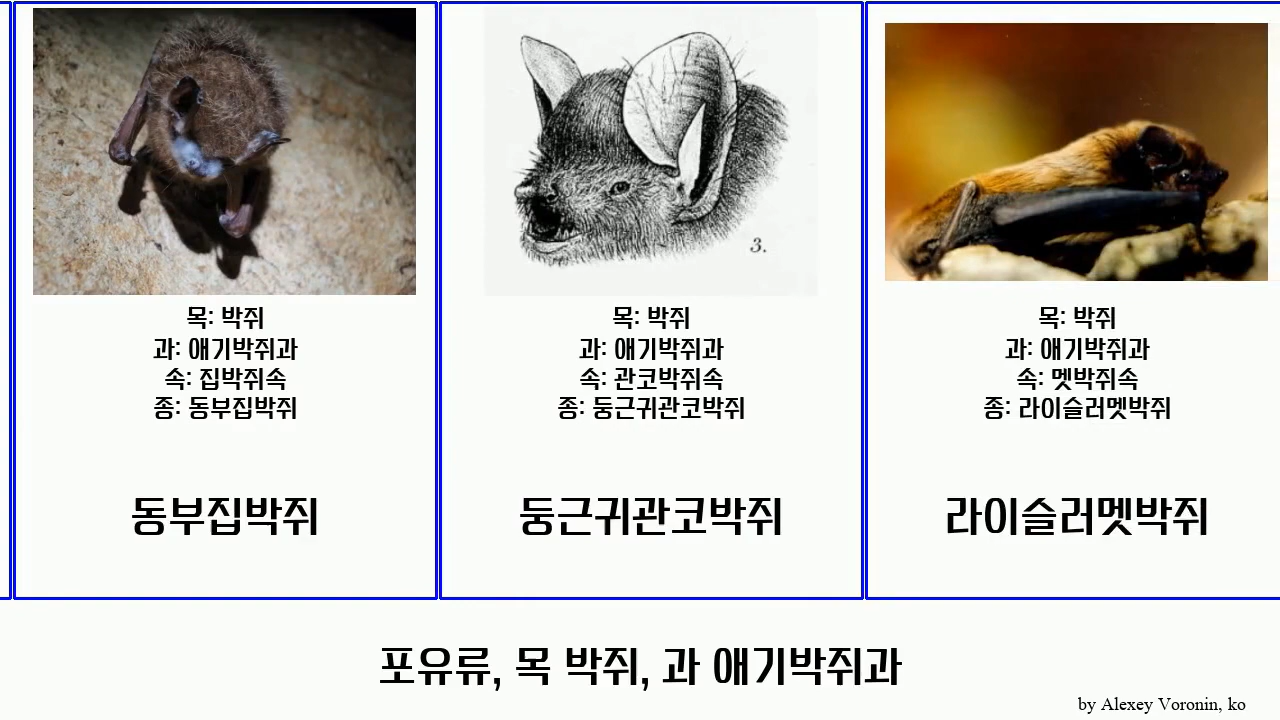 목: 박쥐
과: 애기박쥐과
속: 집박쥐속
종: 동부집박쥐
동부집박쥐
3.
목: 박쥐
과: 애기박쥐과
속: 관코박쥐속
종: 둥근귀관코박쥐
둥근귀관코박쥐
목: 박쥐
과: 애기박쥐과
속: 멧박쥐속
종: 라이슬러멧박쥐
라이슬러멧박쥐
포유류, 목 박쥐, 과 애기박쥐과
by Alexey Voronin, ko